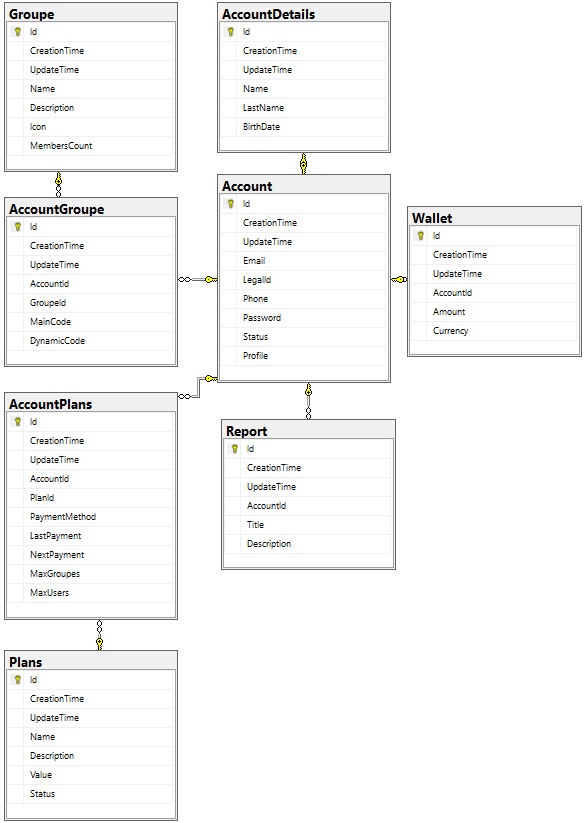 Groupe
Id
CreationTime
UpdateTime
Name
Description
Icon
MembersCount
AccountDetails
Id
CreationTime
UpdateTime
Name
LastName
BirthDate
AccountGroupe
Id
CreationTime
UpdateTime
AccountId
GroupeId
MainCode
DynamicCode
Account
Id
CreationTime
UpdateTime
Email
LegalId
Phone
Password
Status
Profile
Wallet
Id
CreationTime
UpdateTime
AccountId
Amount
Currency
AccountPlans
Id
CreationTime
UpdateTime
AccountId
PlanId
PaymentMethod
LastPayment
NextPayment
MaxGroupes
MaxUsers
Report
Id
CreationTime
UpdateTime
AccountId
Title
Description
Plans
Id
CreationTime
UpdateTime
Name
Description
Value
Status